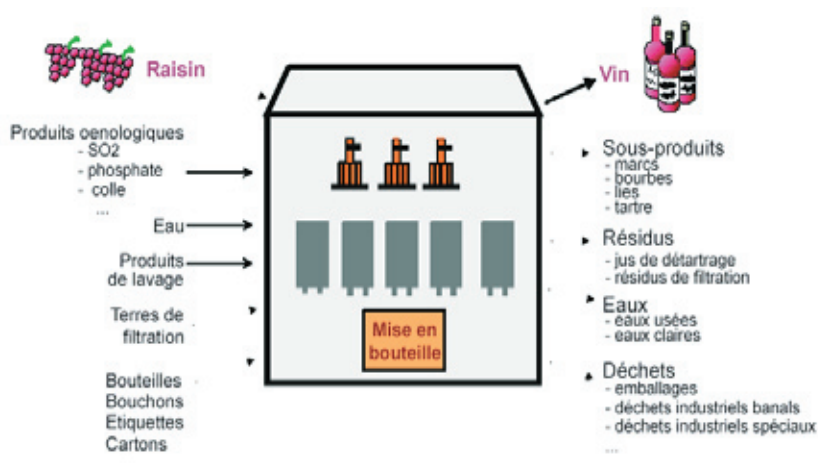 Raisin
Produits oenologiques
- SO2
- phosphate
- colle
...
Eau
Produits
de lavage
Terres de
filtration
Bouteilles
Bouchons
Etiquettes
Cartons
Mise en
bouteille
Vin
Sous-produits
- marcs
- bourbes
- lies
- tartre
Résidus
- jus de détartrage
- résidus de filtration
Eaux
- eaux usées
- eaux claires
Déchets
- emballages
- déchets industriels banals
- déchets industriels spéciaux
...